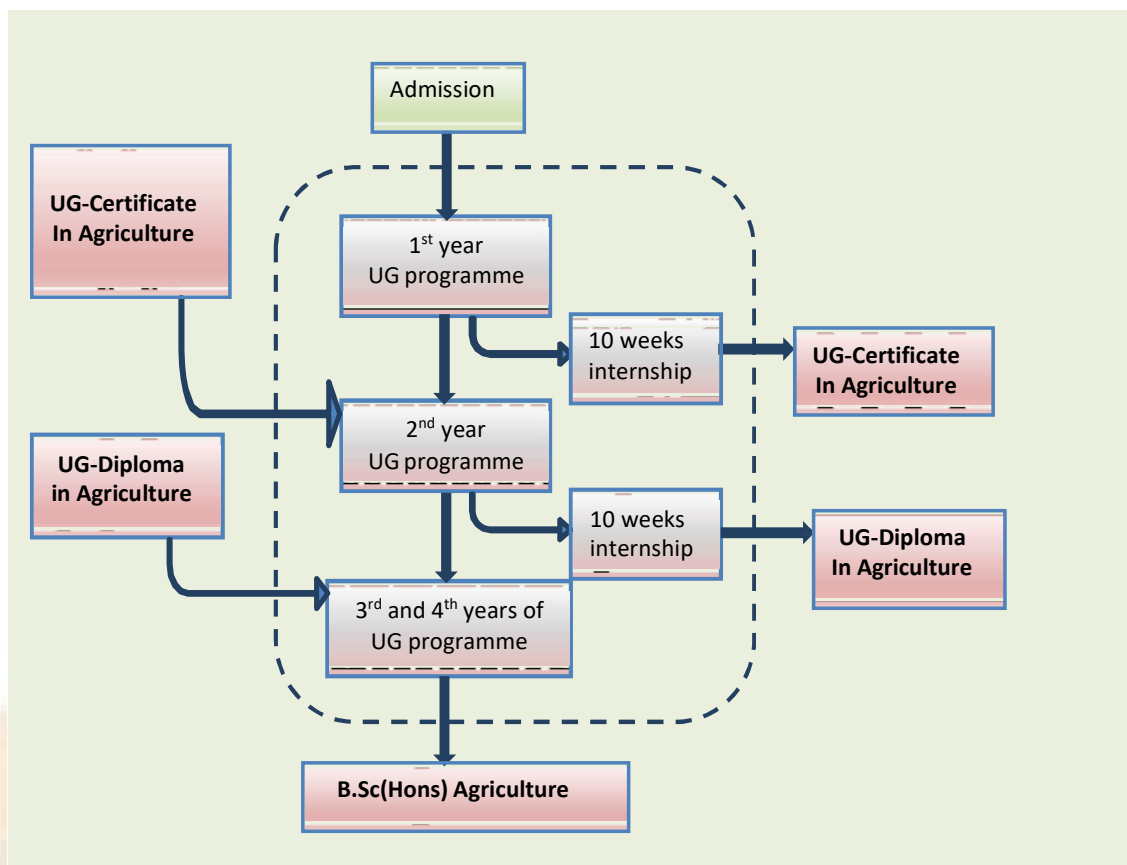 Admission
UG-Certificate
In Agriculture
1st year
UG programme
10 weeks
internship
UG-Certificate
In Agriculture
2nd year
UG programme
UG-Diploma
in Agriculture
10 weeks
internship
UG-Diploma
In Agriculture
3rd and 4th years of
UG programme
B.Sc(Hons) Agriculture